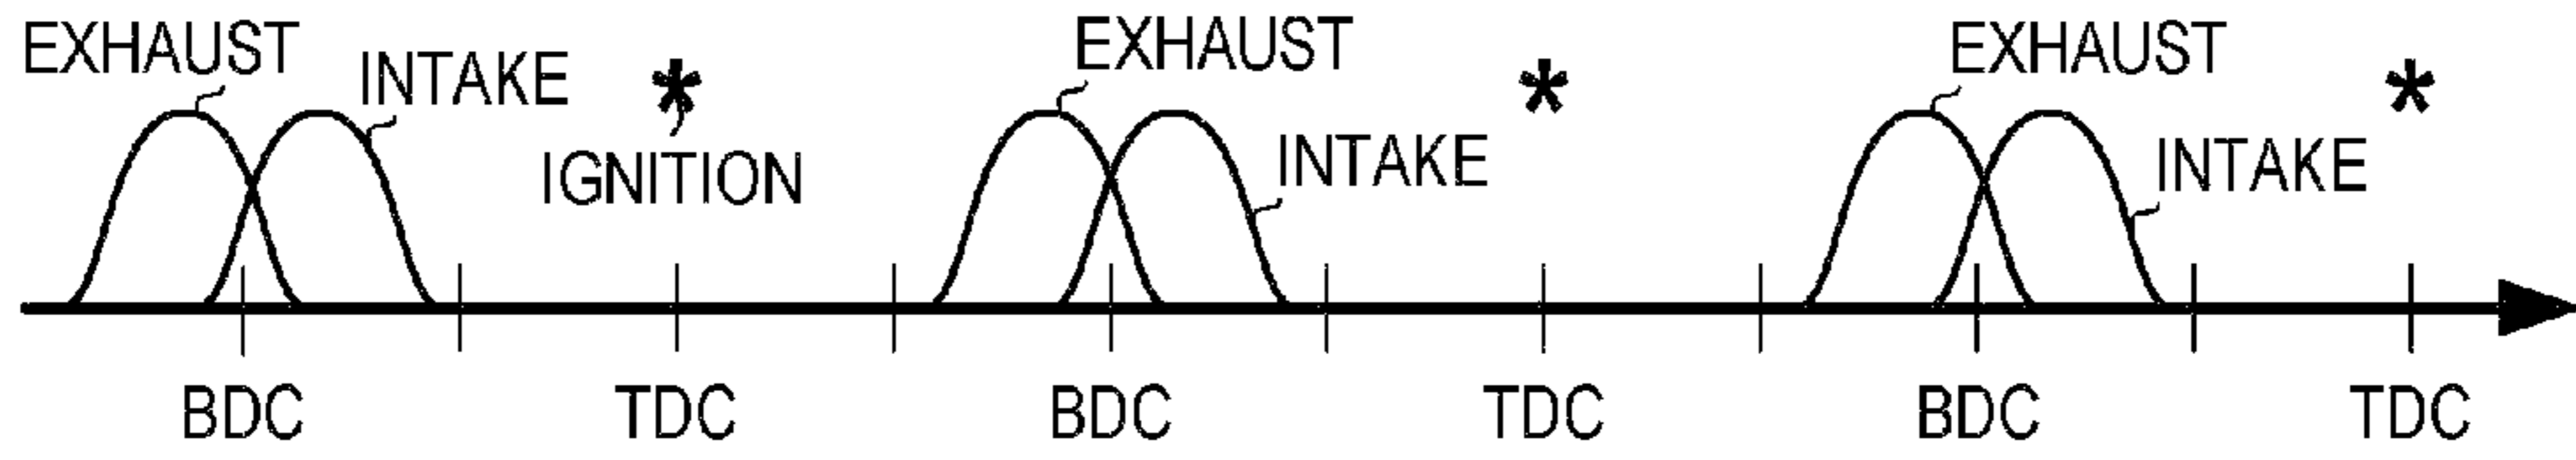 EXHAUST
INTAKE
*
IGNITION
EXHAUST
INTAKE
*
EXHAUST
INTAKE
*
BDC
TDC
BDC
TDC
BDC
TDC